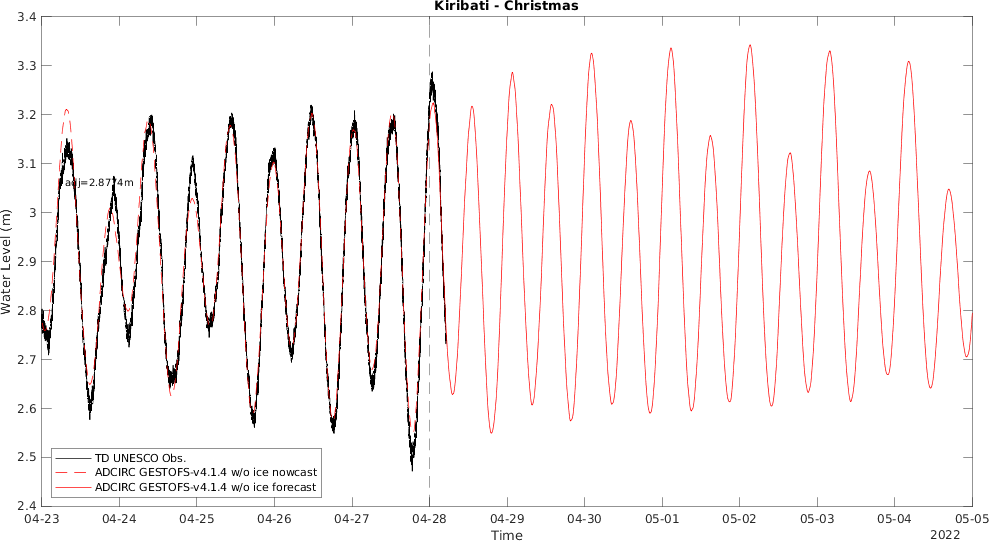 Kiribati - Christmas
3.4
3.3
3.2
3.1
3
2.9
2.8
2.7
2.6
2.5
2.4
Water Level (m)
adj=2.8774m
TD UNESCO Obs.
ADCIRC GESTOFS-v4.1.4 w/o ice nowcast
ADCIRC GESTOFS-v4.1.4 w/o ice forecast
04-23 04-24 04-25 04-26 04-27 04-28 04-29 04-30 05-01 05-02 05-03 05-04 05-05
Time
2022